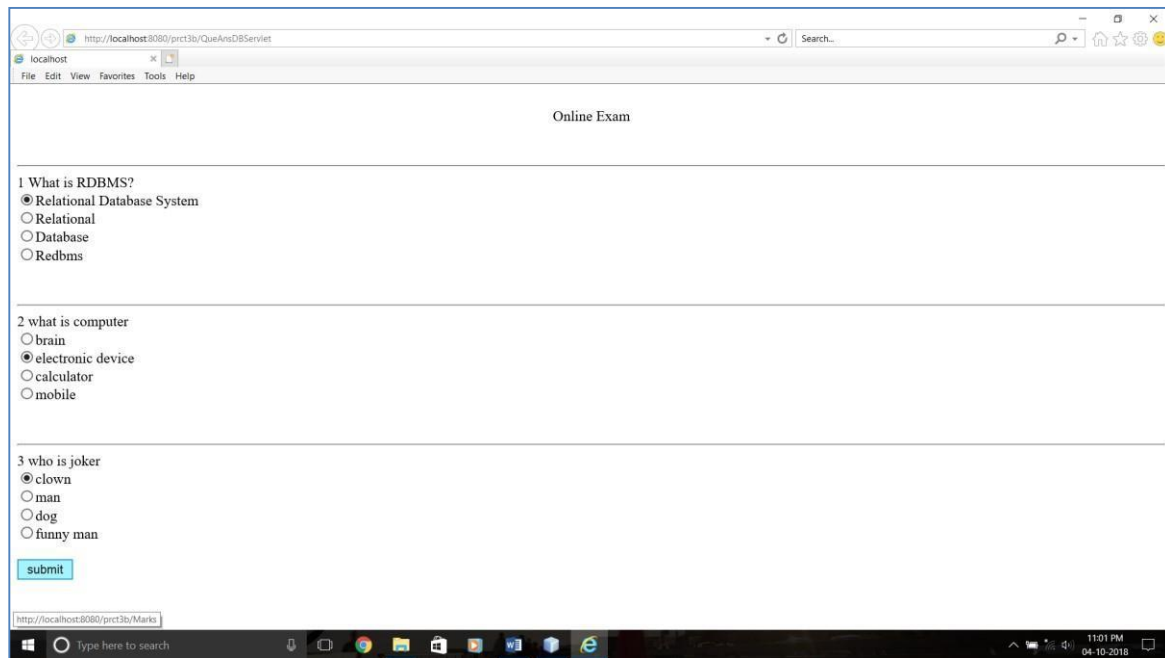 http://localhost:8080/prct3b/QueAnsDBServlet
Search...
localhost
File Edit View Favorites Tools Help
Online Exam
1 What is RDBMS?
Relational Database System
Relational
Database
Redbms
2 what is computer
brain
electronic device
calculator
mobile
3 who is joker
clown
man
dog
funny man
submit
http://localhost:8080/prct3b/Marks
Type here to search
11:01 PM
04-10-2018